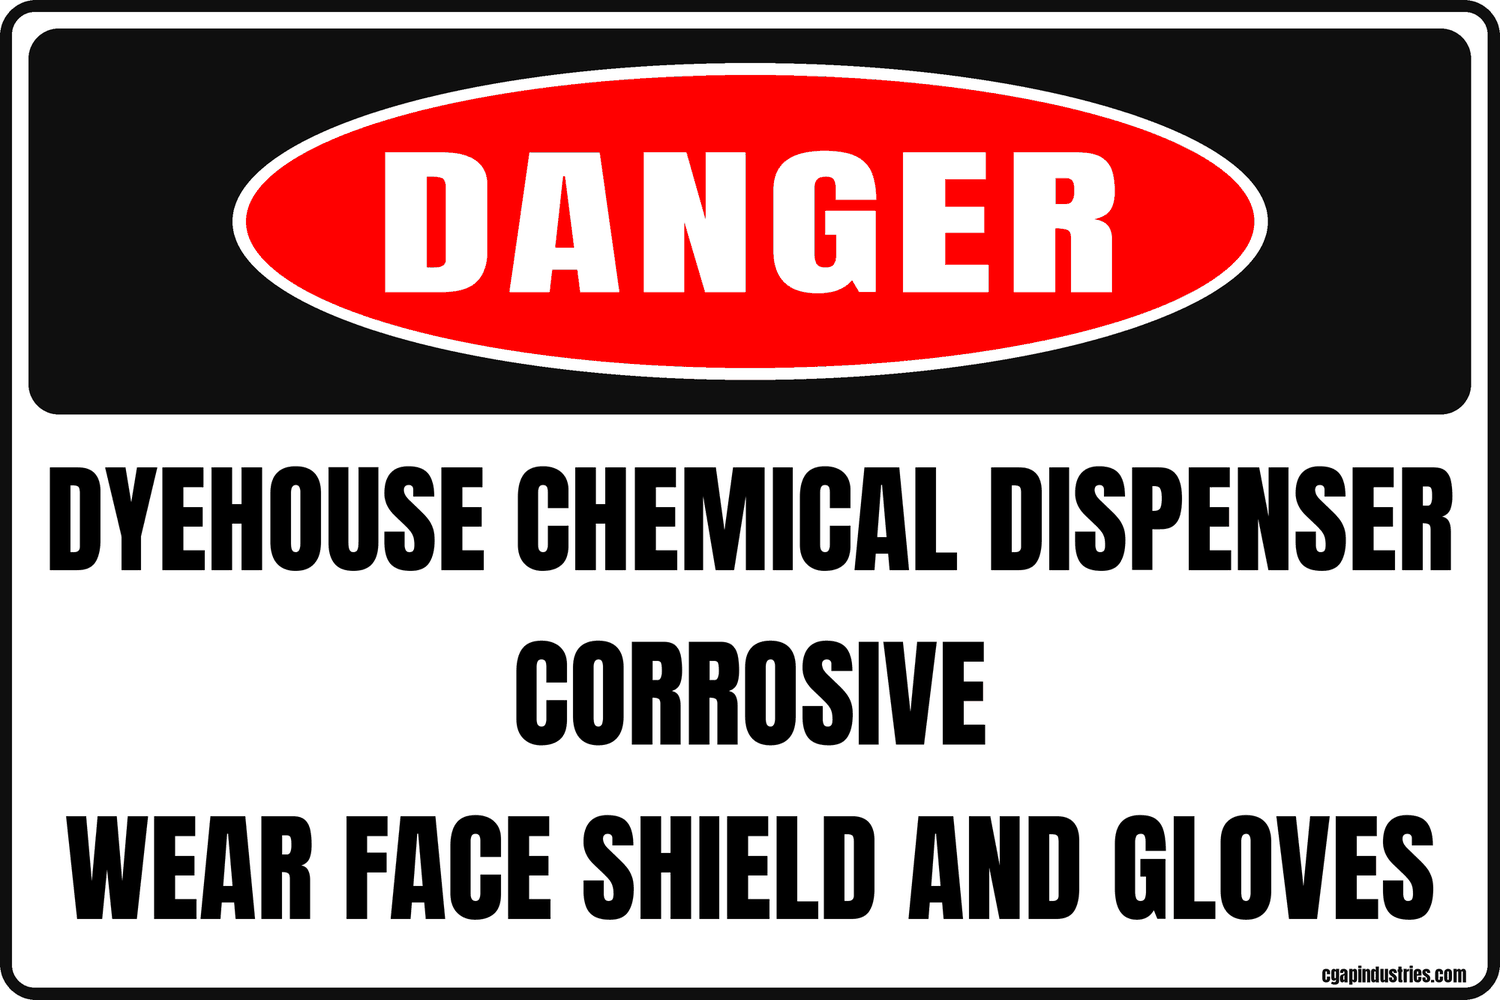 DANGER
DYEHOUSE CHEMICAL DISPENSER
CORROSIVE
WEAR FACE SHIELD AND GLOVES
cgapindustries.com